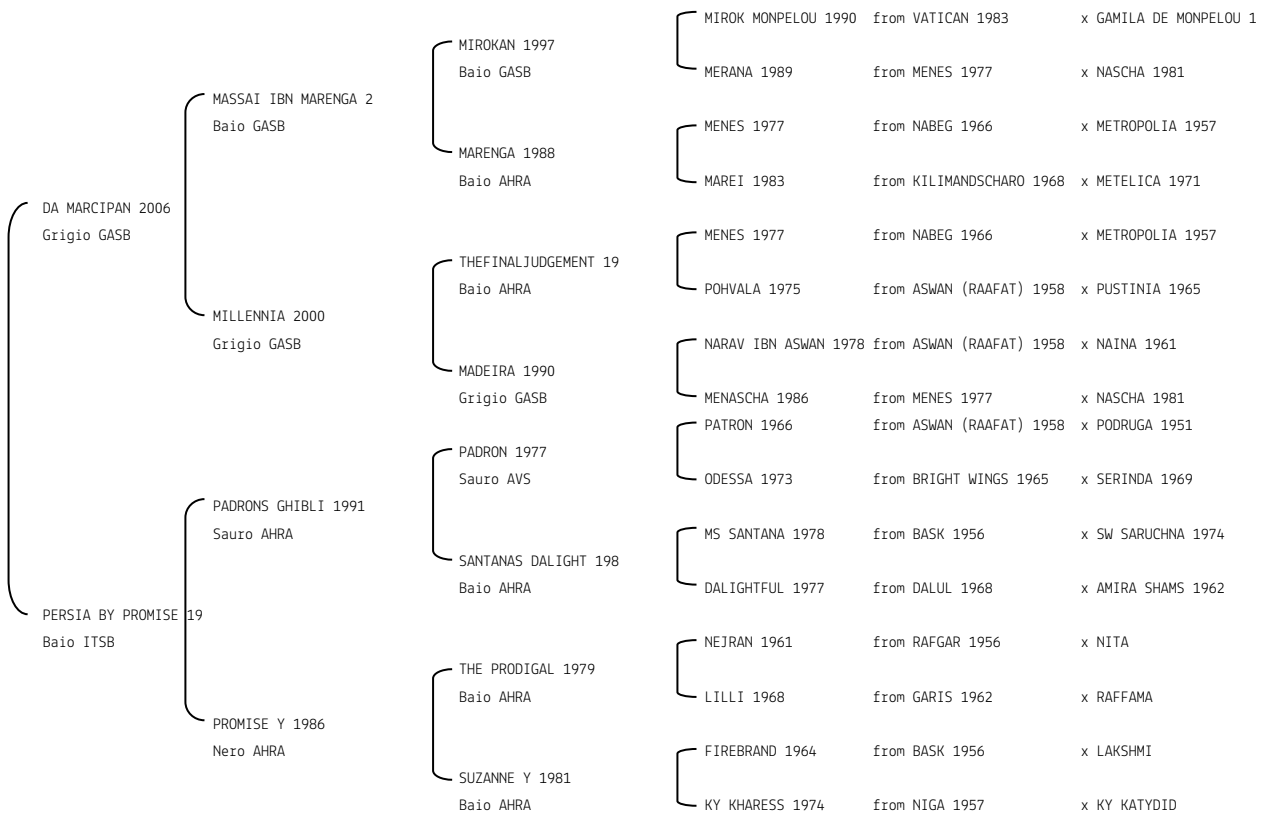 MIROK MONPELOU 1990 from VATICAN 1983 x GAMILA DE MONPELOU 1
MIROKAN 1997
Baio GASB
MERANA 1989 from MENES 1977 x NASCHA 1981
MASSAI IBN MARENGA 2
Baio GASB
MENES 1977 from NABEG 1966 x METROPOLIA 1957
MARENGA 1988
Baio AHRA
MAREI 1983 from KILIMANDSCHARO 1968 x METELICA 1971
DA MARCIPAN 2006
Grigio GASB
MENES 1977 from NABEG 1966 x METROPOLIA 1957
THEFINALJUDGEMENT 19
Baio AHRA
POHVALA 1975 from ASWAN (RAAFAT) 1958 x PUSTINIA 1965
MILLENNIA 2000
Grigio GASB
NARAV IBN ASWAN 1978 from ASWAN (RAAFAT) 1958 x NAINA 1961
MADEIRA 1990
Grigio GASB
MENASCHA 1986 from MENES 1977 x NASCHA 1981
PATRON 1966 from ASWAN (RAAFAT) 1958 x PODRUGA 1951
PADRON 1977
Sauro AVS
ODESSA 1973 from BRIGHT WINGS 1965 x SERINDA 1969
PADRONS GHIBLI 1991
Sauro AHRA
MS SANTANA 1978 from BASK 1956 x SW SARUCHNA 1974
SANTANAS DALIGHT 198
Baio AHRA
DALIGHTFUL 1977 from DALUL 1968 x AMIRA SHAMS 1962
PERSIA BY PROMISE 19
Baio ITSB
NEJRAN 1961 from RAFGAR 1956 x NITA
THE PRODIGAL 1979
Baio AHRA
LILLI 1968 from GARIS 1962 x RAFFAMA
PROMISE Y 1986
Nero AHRA
FIREBRAND 1964 from BASK 1956 x LAKSHMI
SUZANNE Y 1981
Baio AHRA
KY KHARESS 1974 from NIGA 1957 x KY KATYDID